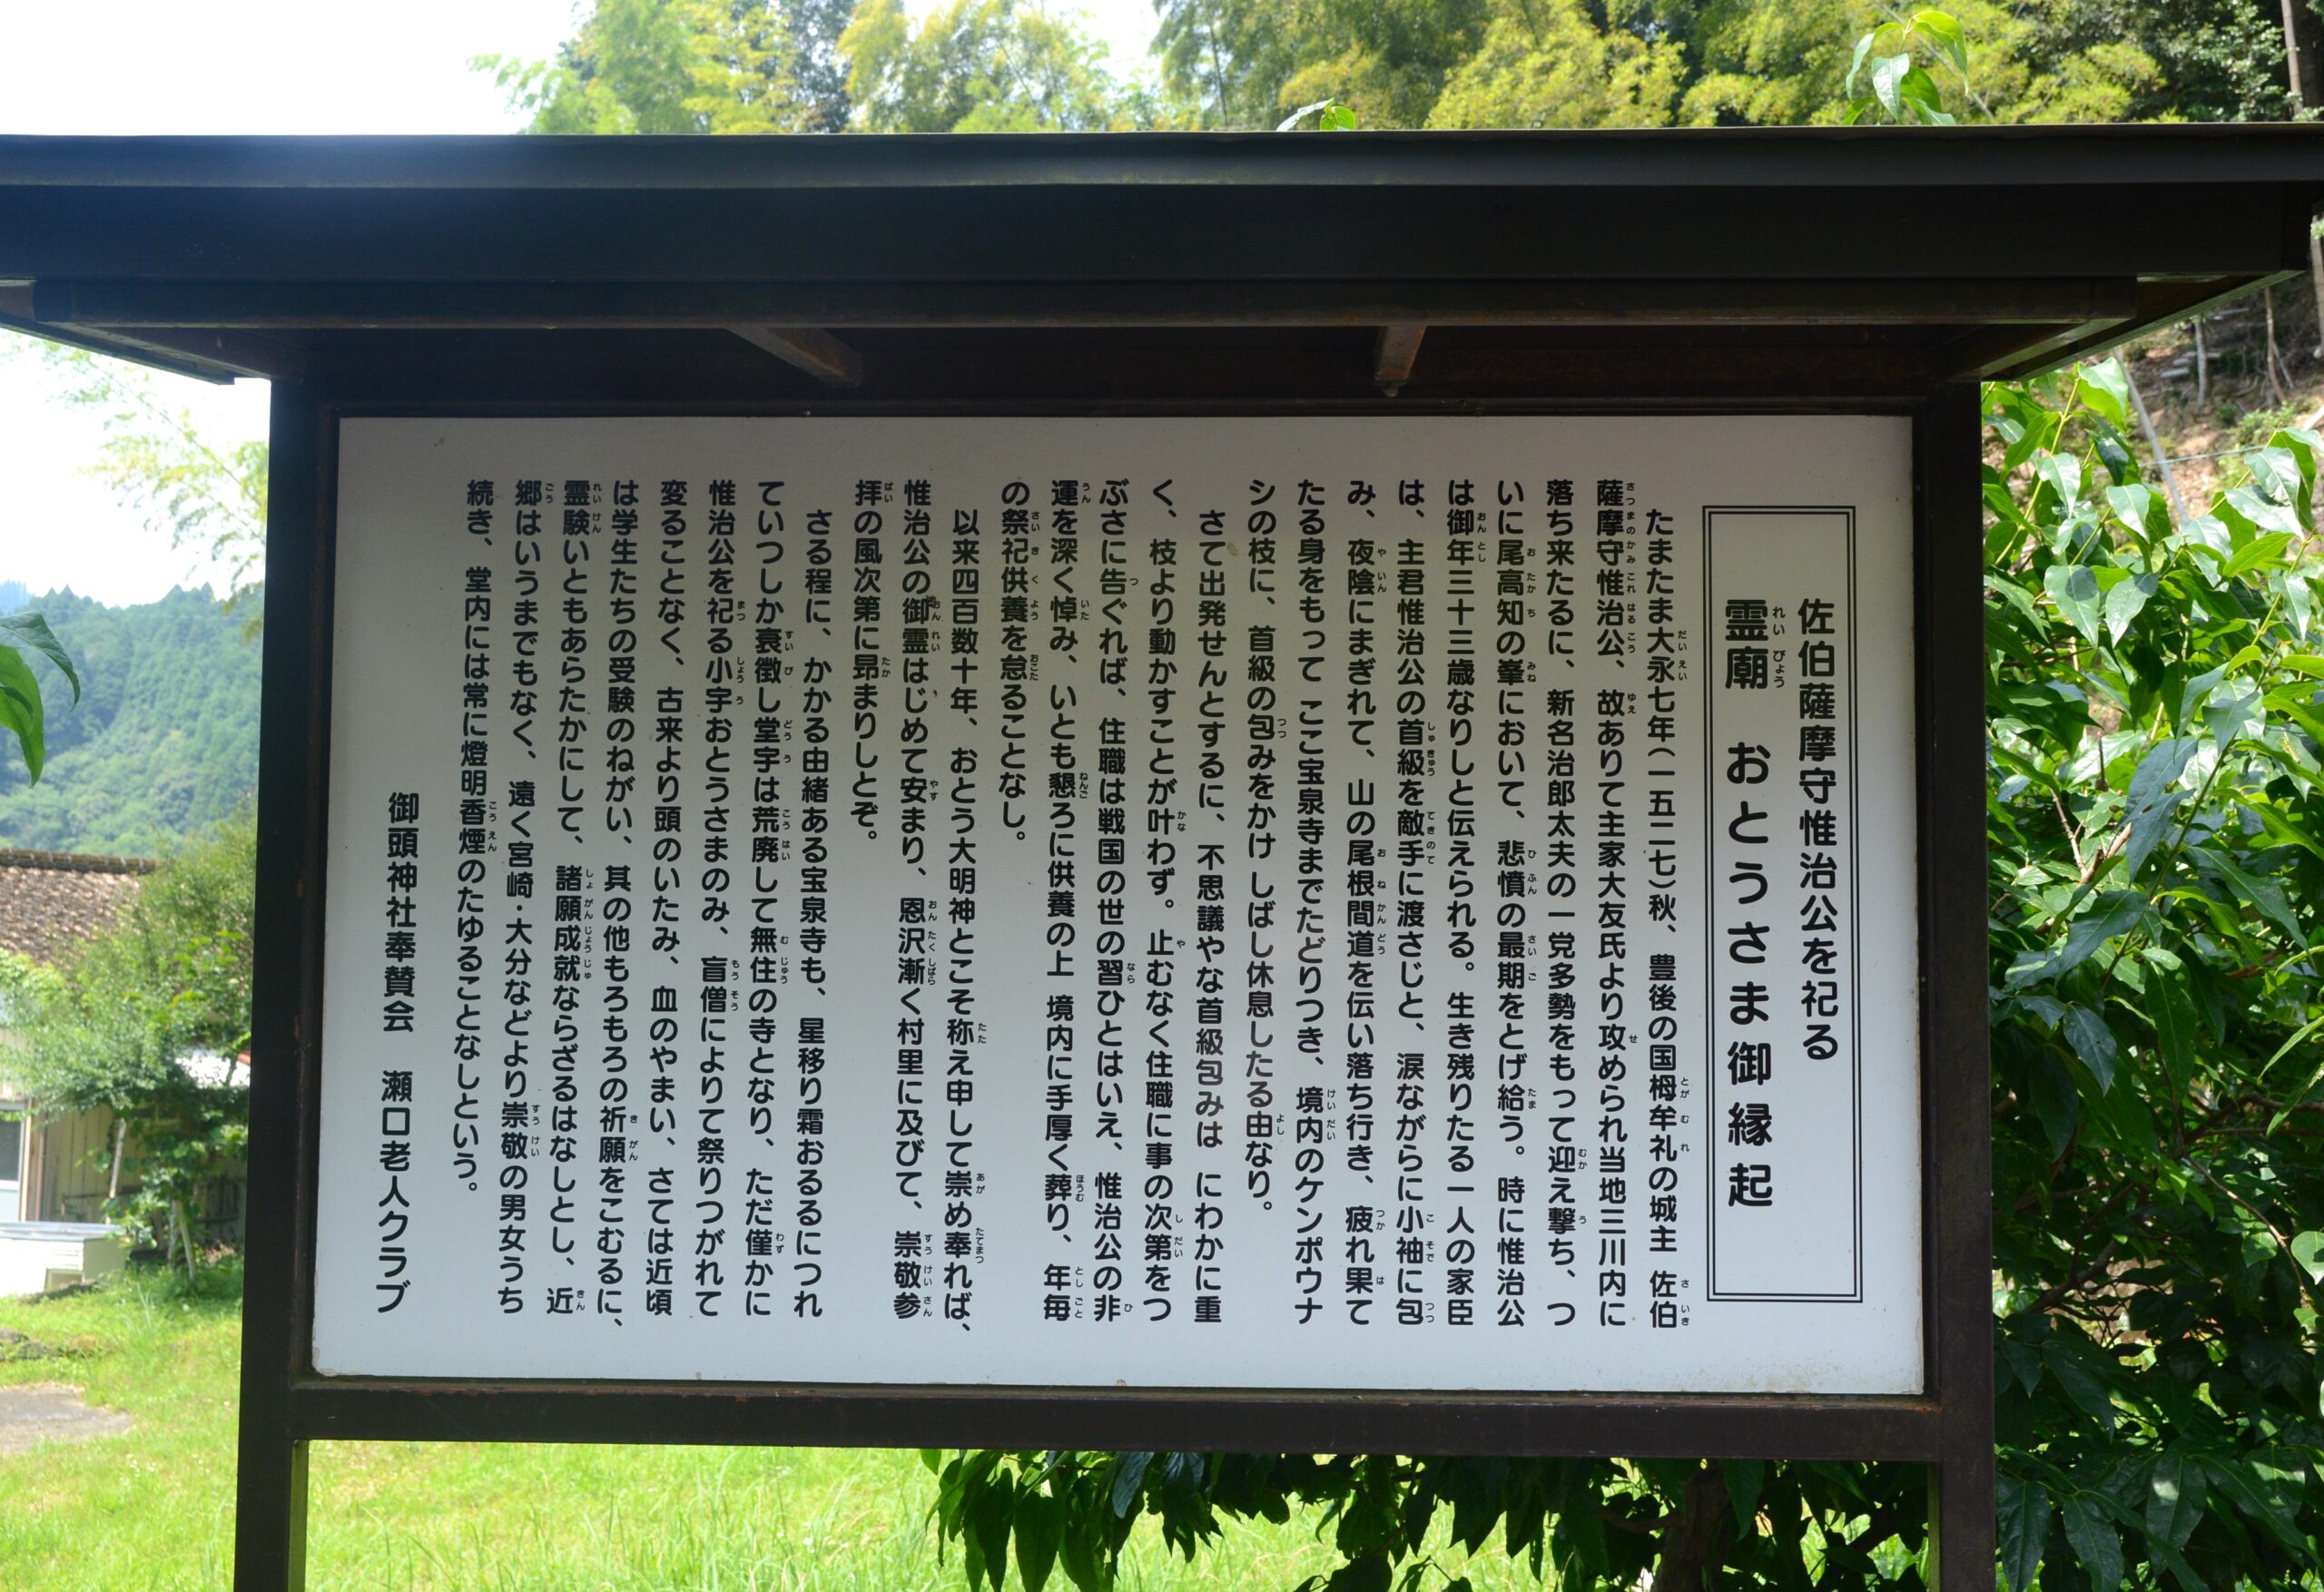 佐伯薩摩守惟治公を祀る
霊廟 おとうさま御縁起
たまたま大永七年(一五二七)秋、豊後の国栂牟礼の城主 佐伯
薩摩守惟治公、故ありて主家大友氏より攻められ当地三川内に
落ち来たるに、新名治郎太夫の一党多勢をもって迎え撃ち、つ
いに尾高知の峯において、悲憤の最期をとげ給う。時に惟治公
は御年三十三歳なりしと伝えられる。生き残りたる一人の家臣
は、主君惟治公の首級を敵手に渡さじと、涙ながらに小袖に包
み、夜陰にまぎれて、山の尾根間道を伝い落ち行き、疲れ果て
たる身をもって ここ宝泉寺までたどりつき、境内のケンポウナ
シの枝に、首級の包みをかけ しばし休息したる由なり。
さて出発せんとするに、不思議やな首級包みは にわかに重
く、枝より動かすことが叶わず。止むなく住職に事の次第をつ
ぶさに告ぐれば、住職は戦国の世の習ひとはいえ、惟治公の非
運を深く悼み、いとも懇ろに供養の上 境内に手厚く葬り、年毎
の祭祀供養を怠ることなし。
以来四百数十年、おとう大明神とこそ称え申して崇め奉れば、
惟治公の御霊はじめて安まり、恩沢漸く村里に及びて、崇敬参
拝の風次第に昂まりしとぞ。
さる程に、かかる由緒ある宝泉寺も、星移り霜おるるにつれ
ていつしか衰徴し堂宇は荒廃して無住の寺となり、ただ僅かに
惟治公を祀る小宇おとうさまのみ、盲僧によりて祭りつがれて
変ることなく、古来より頭のいたみ、血のやまい、さては近頃
は学生たちの受験のねがい、其の他もろもろの祈願をこむるに、
霊験いともあらたかにして、諸願成就ならざるはなしとし、近
郷はいうまでもなく、遠く宮崎・大分などより崇敬の男女うち
続き、堂内には常に燈明香煙のたゆることなしという。
御頭神社奉賛会 瀬口老人クラブ